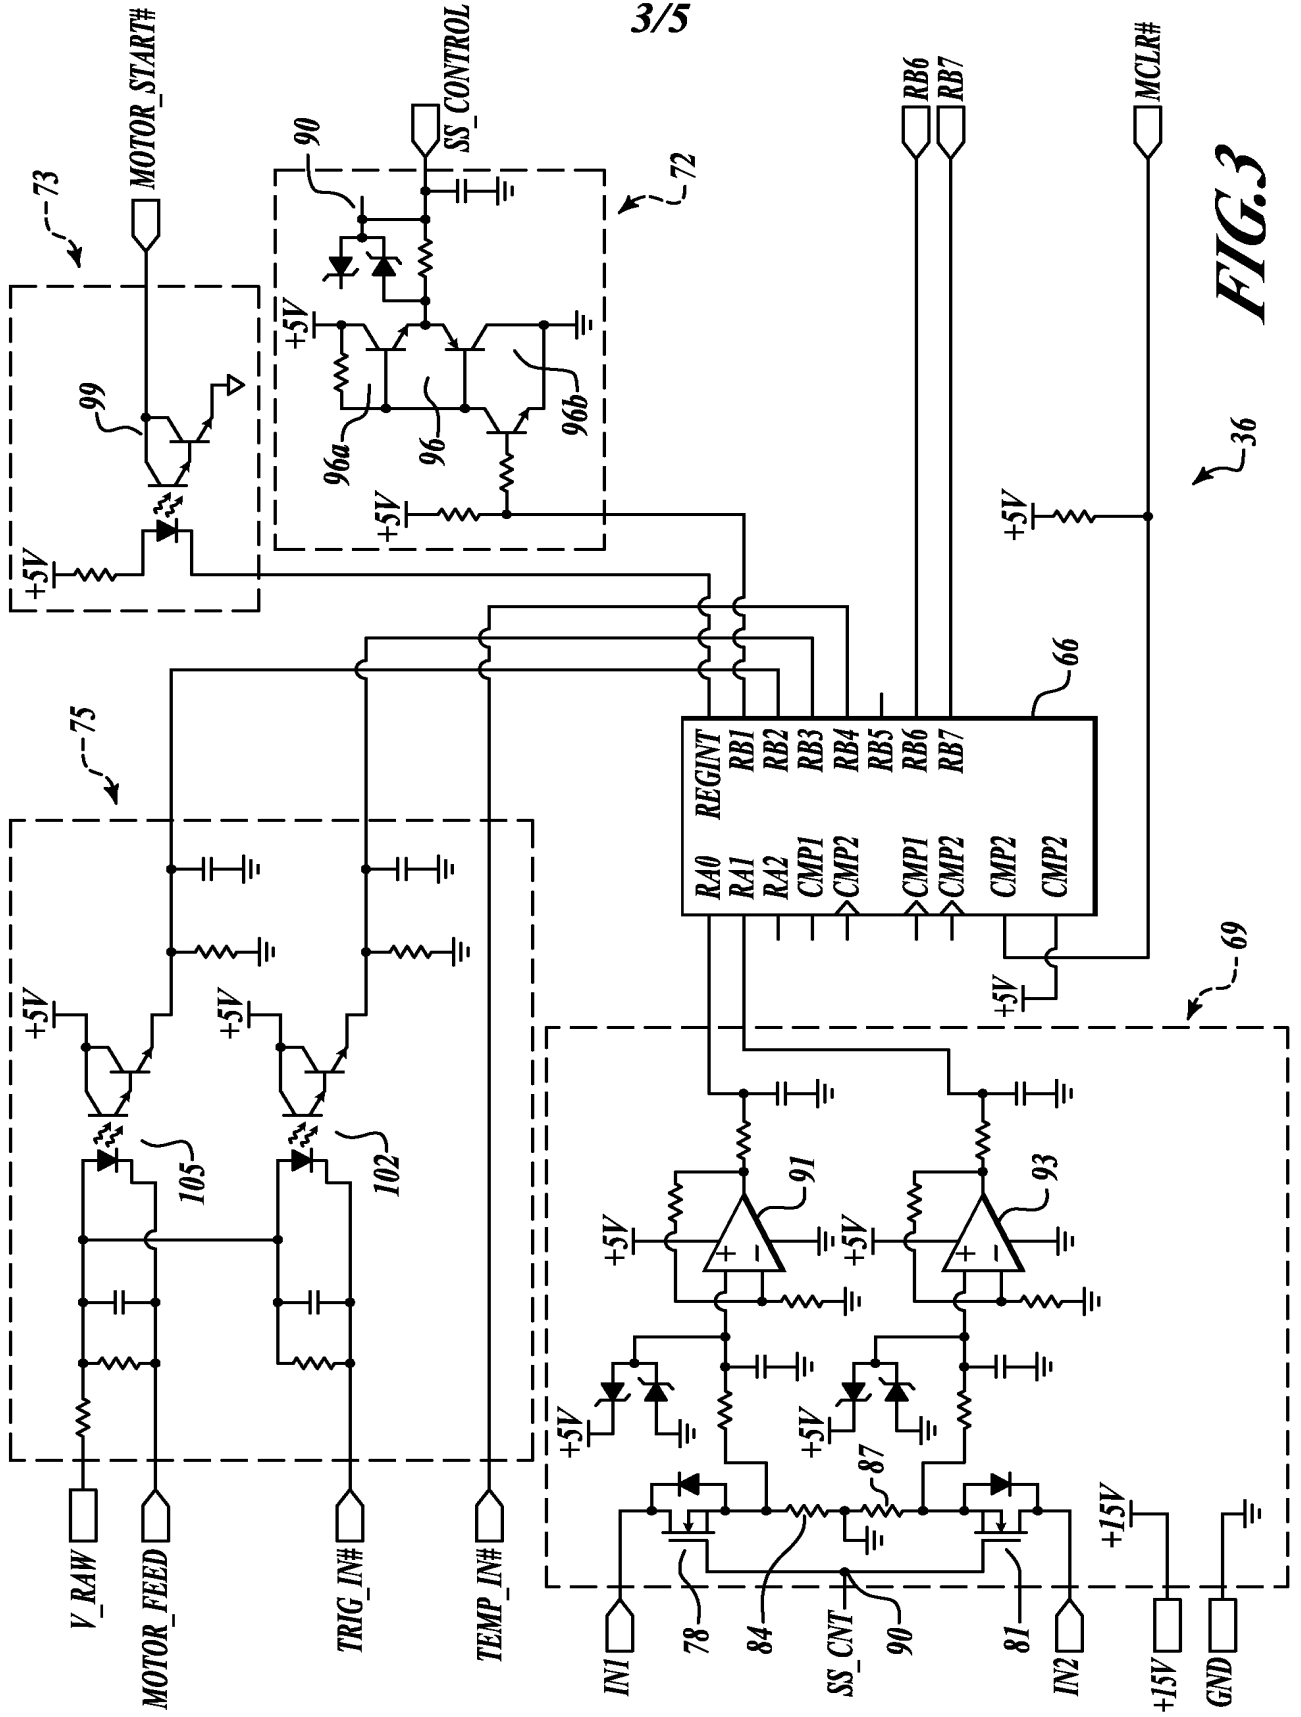 3/5
V_RAW
MOTOR_FEED
TRIG_IN#
TEMP_IN#
75
+5V
105
+5V
102
73
+5V
99
MOTOR_START#
+5V
96a
96
96b
+5V
90
SS_CONTROL
72
IN1
78
84
SS_CNT
90
81
IN2
+15V
GND
+15V
87
+5V
+5V
+5V
+
–
91
+5V
+
–
93
69
+5V
RA0
RA1
RA2
CMP1
CMP2
CMP1
CMP2
CMP2
CMP2
REGINT
RB1
RB2
RB3
RB4
RB5
RB6
RB7
66
+5V
RB6
RB7
MCLR#
36
FIG.3